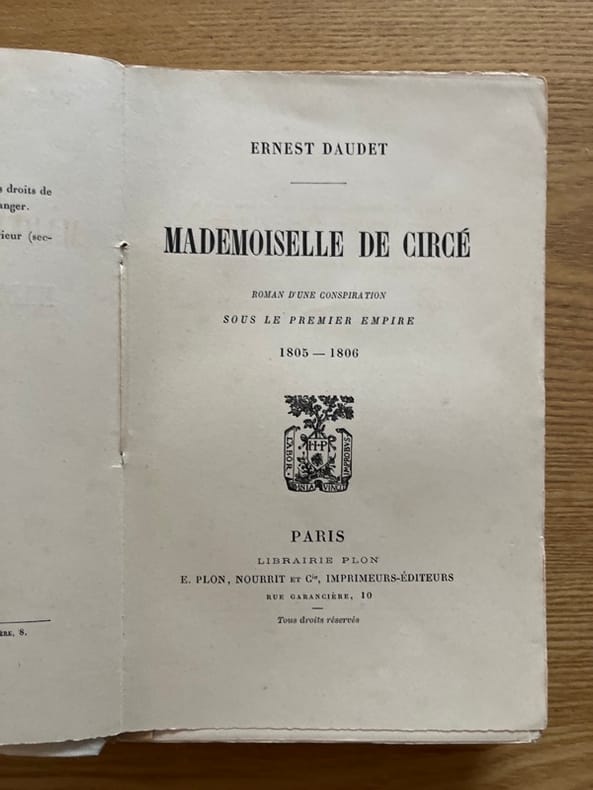 s droits de
anger.
rieur (sec-
ÈRE, 8.
ERNEST DAUDET
MADEMOISELLE DE CIRCÉ
ROMAN D'UNE CONSPIRATION
SOUS LE PREMIER EMPIRE
1805 — 1806
LABOR
H·P
IMPROBUS
VINCIT
PARIS
LIBRAIRIE PLON
E. PLON, NOURRIT ET Cie, IMPRIMEURS-ÉDITEURS
RUE GARANCIÈRE, 10
Tous droits réservés